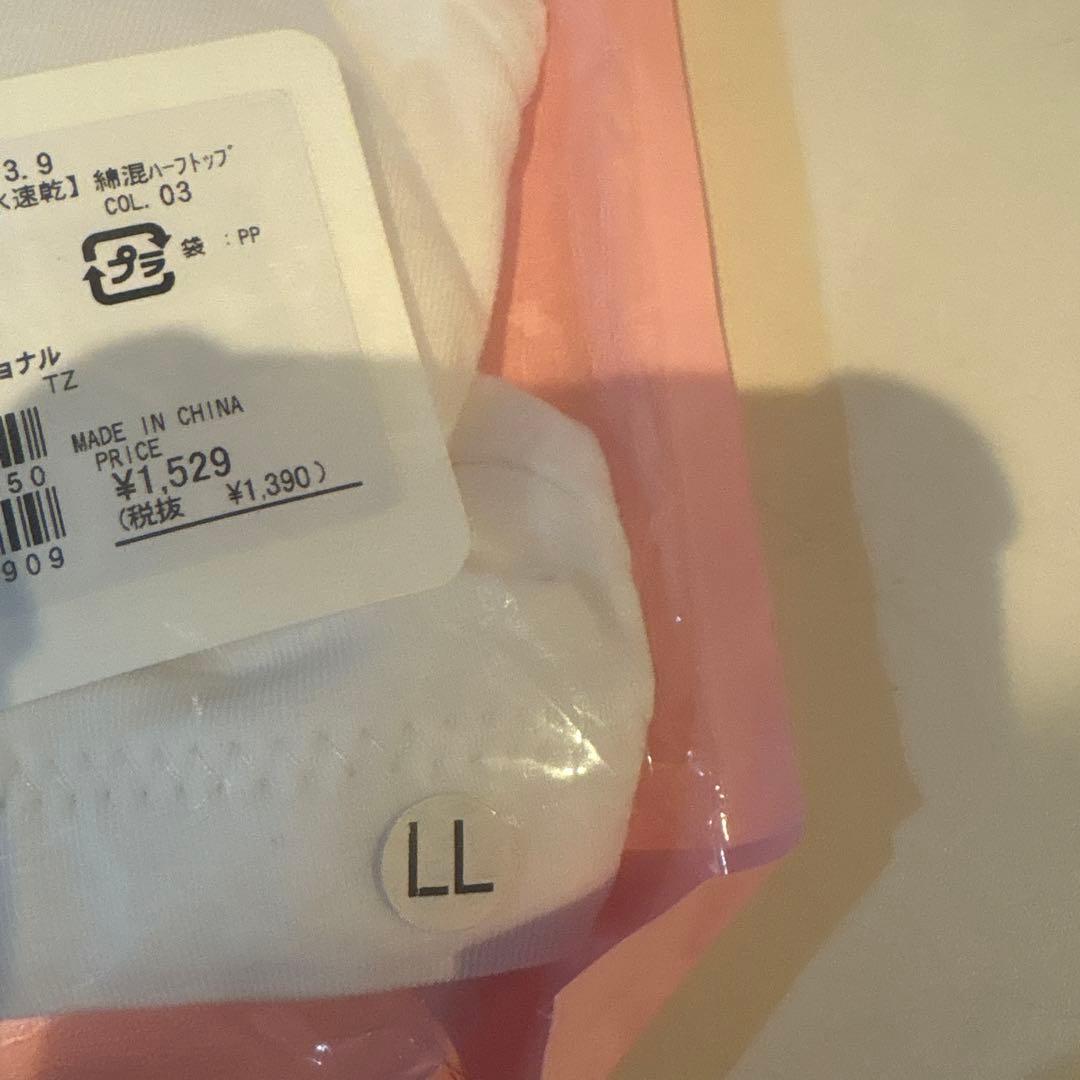 3.9
水速乾】綿混ハーフトップ
COL. 03
プラ 袋 :PP
ョナル
TZ
MADE IN CHINA
50
PRICE
¥1,529
(税抜 ¥1,390)
909
LL